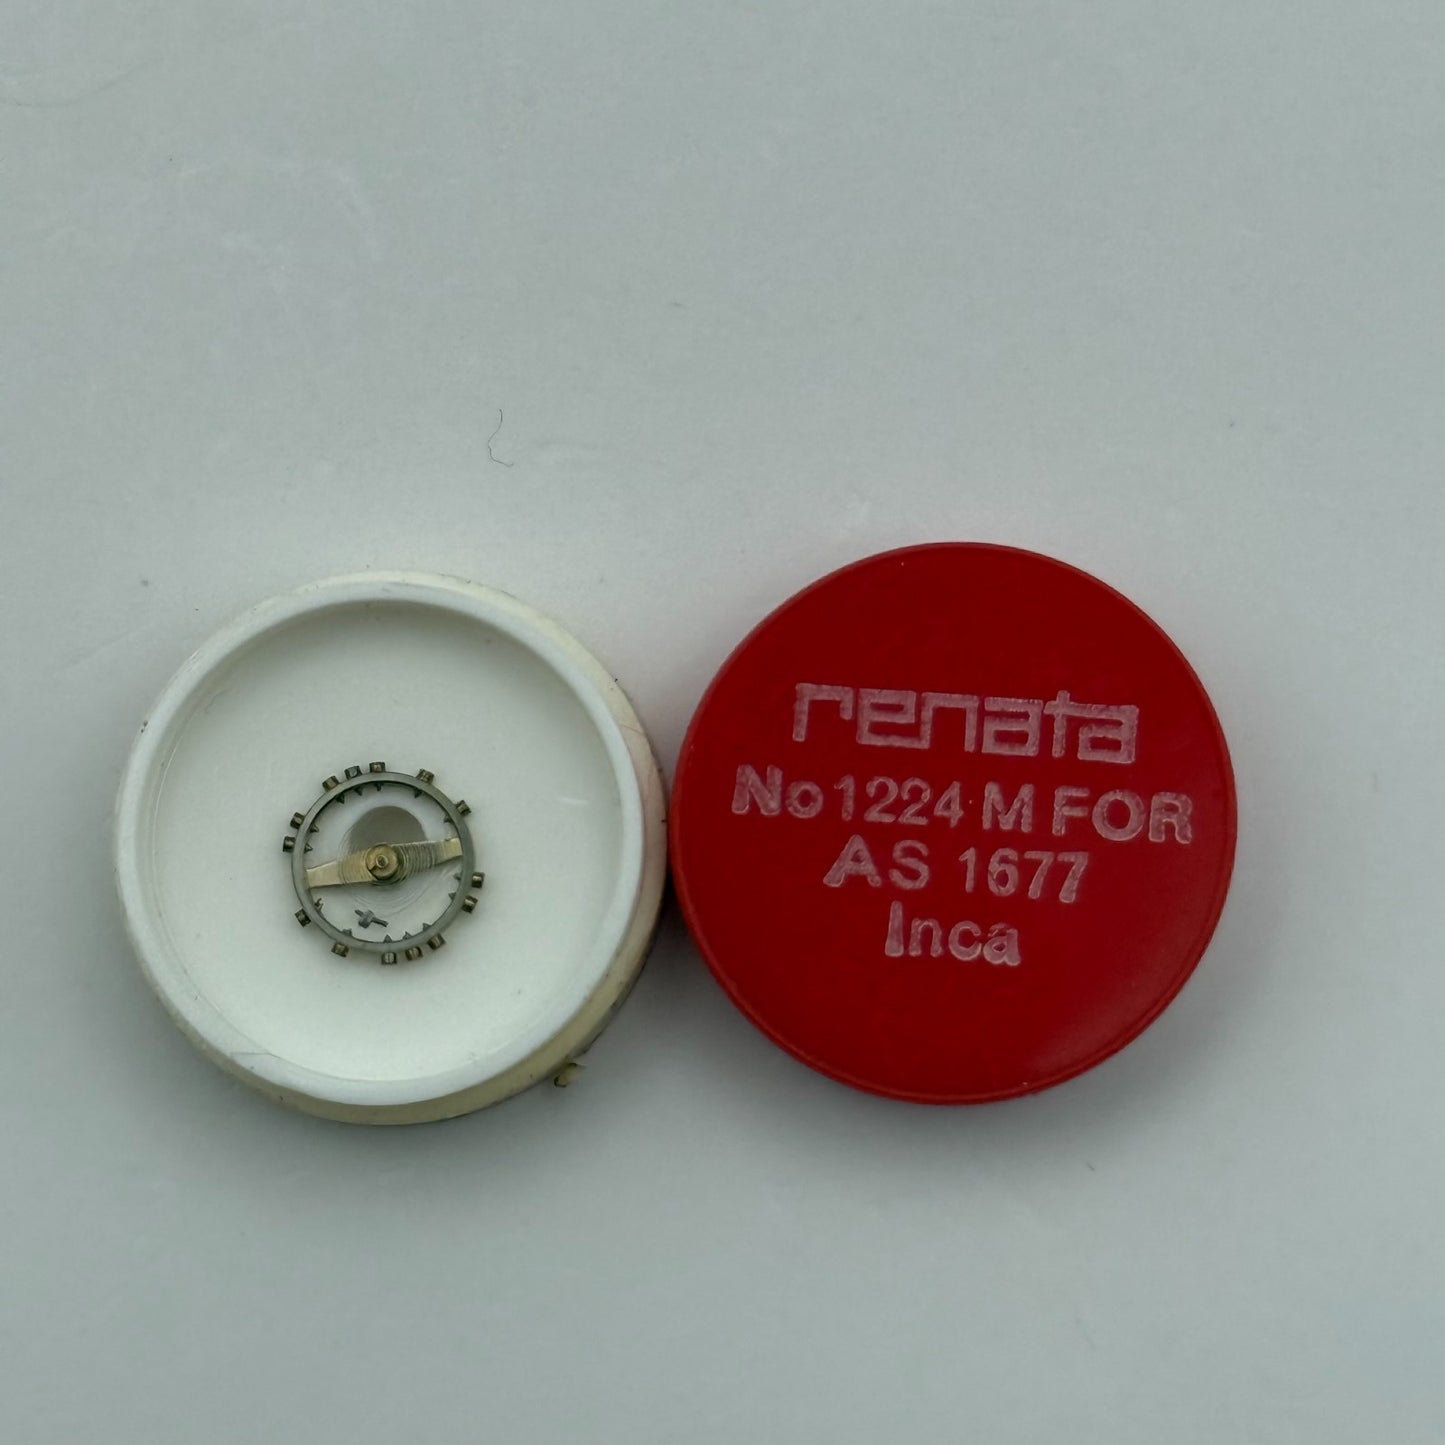 renata
No 1224 M FOR
AS 1677
Inca